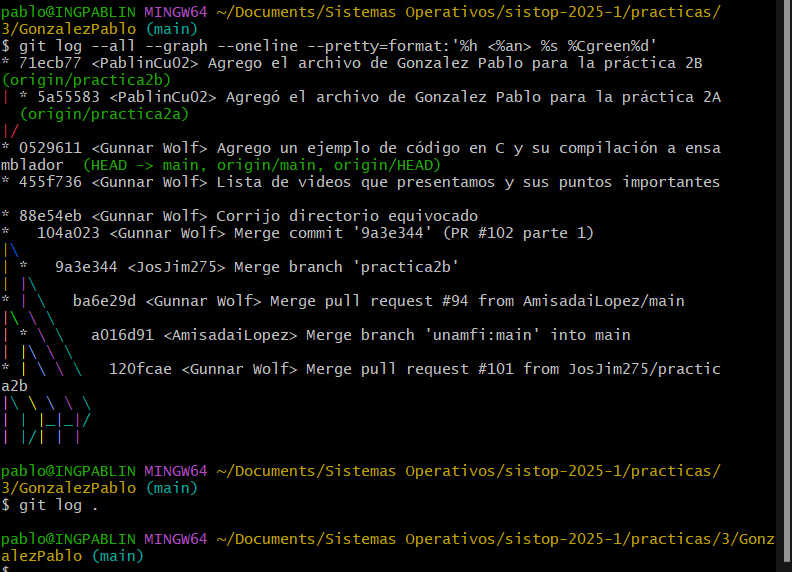 pablo@INGPABLIN MINGW64 ~/Documents/Sistemas Operativos/sistop-2025-1/practicas/
3/GonzalezPablo (main)
$ git log --all --graph --oneline --pretty=format:'%h <%an> %s %Cgreen%d'
* 71ecb77 <PablinCu02> Agrego el archivo de Gonzalez Pablo para la práctica 2B
(origin/practica2b)
| * 5a55583 <PablinCu02> Agregó el archivo de Gonzalez Pablo para la práctica 2A
  (origin/practica2a)
|/
* 0529611 <Gunnar Wolf> Agrego un ejemplo de código en C y su compilación a ensa
mblador  (HEAD -> main, origin/main, origin/HEAD)
* 455f736 <Gunnar Wolf> Lista de videos que presentamos y sus puntos importantes
* 88e54eb <Gunnar Wolf> Corrijo directorio equivocado
*   104a023 <Gunnar Wolf> Merge commit '9a3e344' (PR #102 parte 1)
|\
| *   9a3e344 <JosJim275> Merge branch 'practica2b'
| |\
* | \   ba6e29d <Gunnar Wolf> Merge pull request #94 from AmisadaiLopez/main
|\ \ \
| * \ \   a016d91 <AmisadaiLopez> Merge branch 'unamfi:main' into main
| |\ \ \
* | \ \ \   120fcae <Gunnar Wolf> Merge pull request #101 from JosJim275/practic
a2b
|\ \ \ \ \
| | |_|_|/
| |/| | |
pablo@INGPABLIN MINGW64 ~/Documents/Sistemas Operativos/sistop-2025-1/practicas/
3/GonzalezPablo (main)
$ git log .
pablo@INGPABLIN MINGW64 ~/Documents/Sistemas Operativos/sistop-2025-1/practicas/3/Gonz
alezPablo (main)
$